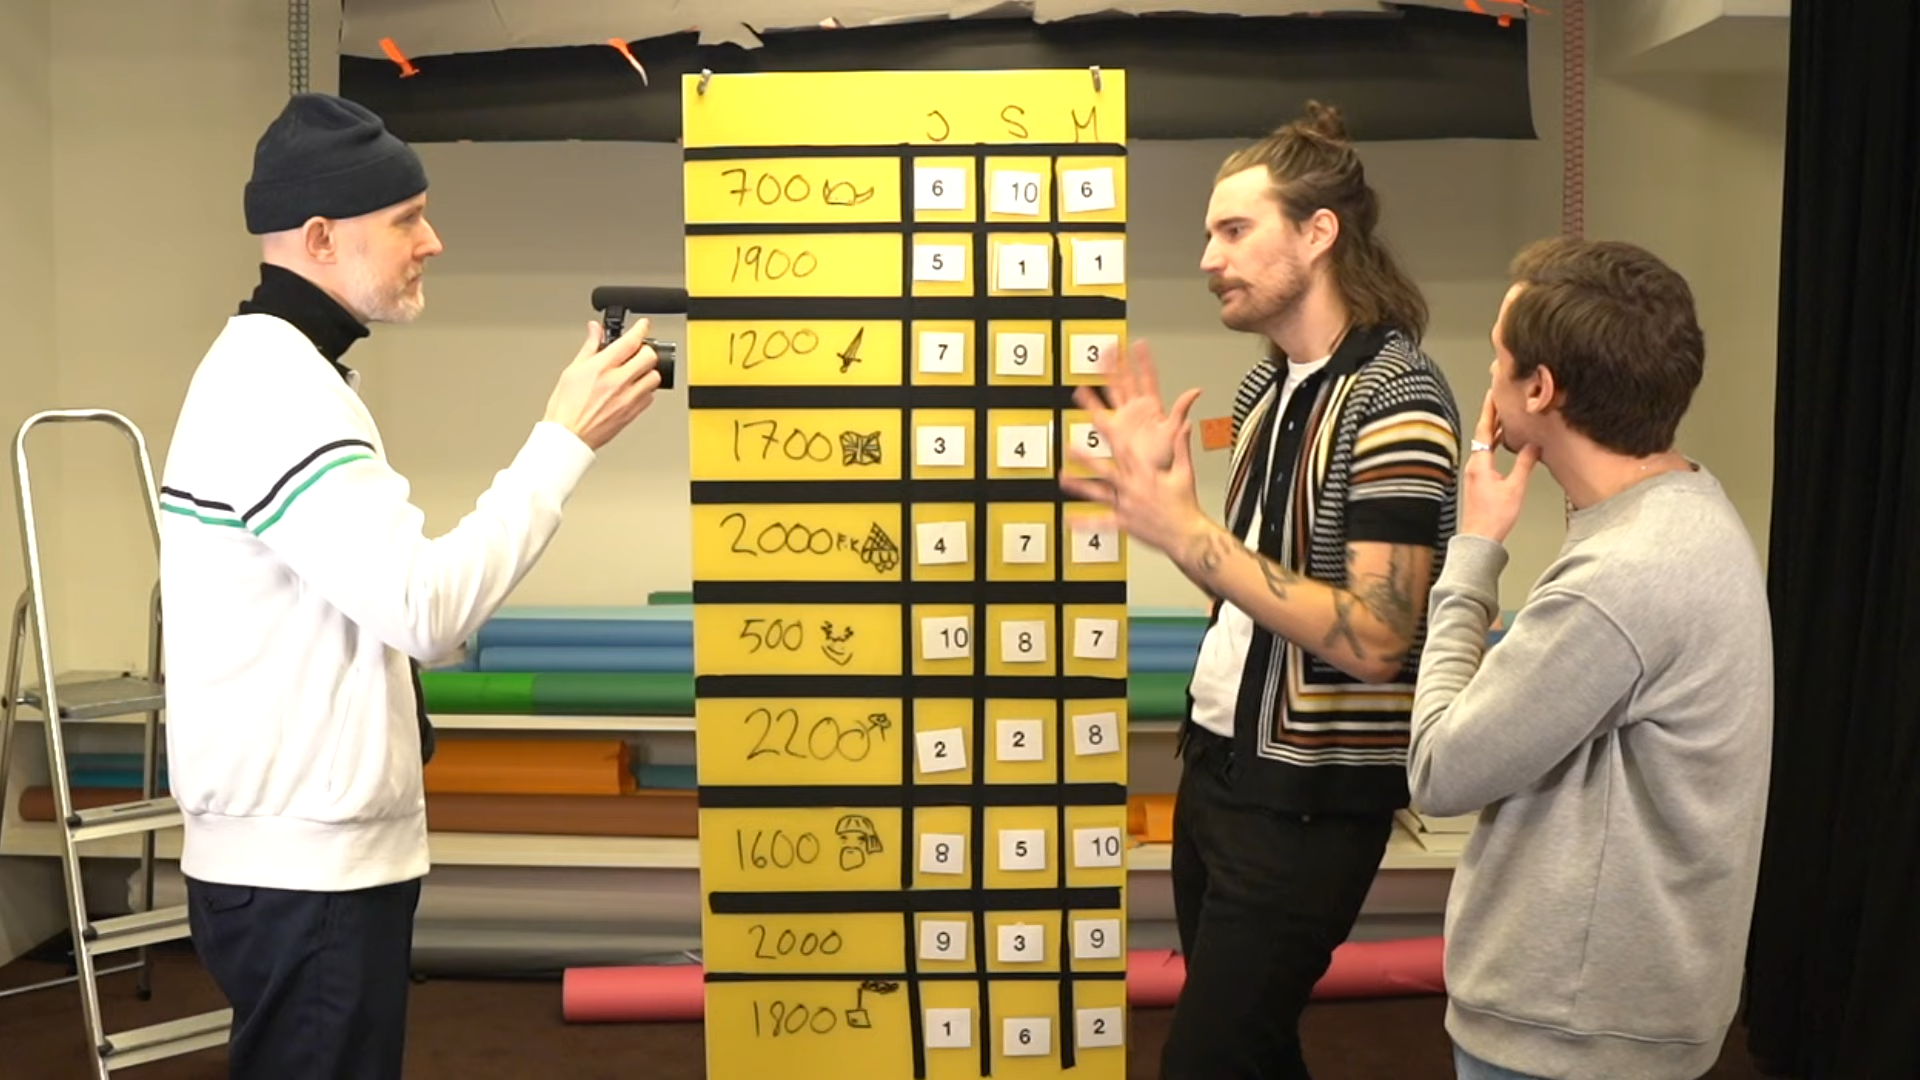 J S M
700 6 10 6
1900 5 1 1
1200 7 9 3
1700 3 4 5
2000 F.K 4 7 4
500 10 8 7
2200 2 2 8
1600 8 5 10
2000 9 3 9
1800 1 6 2